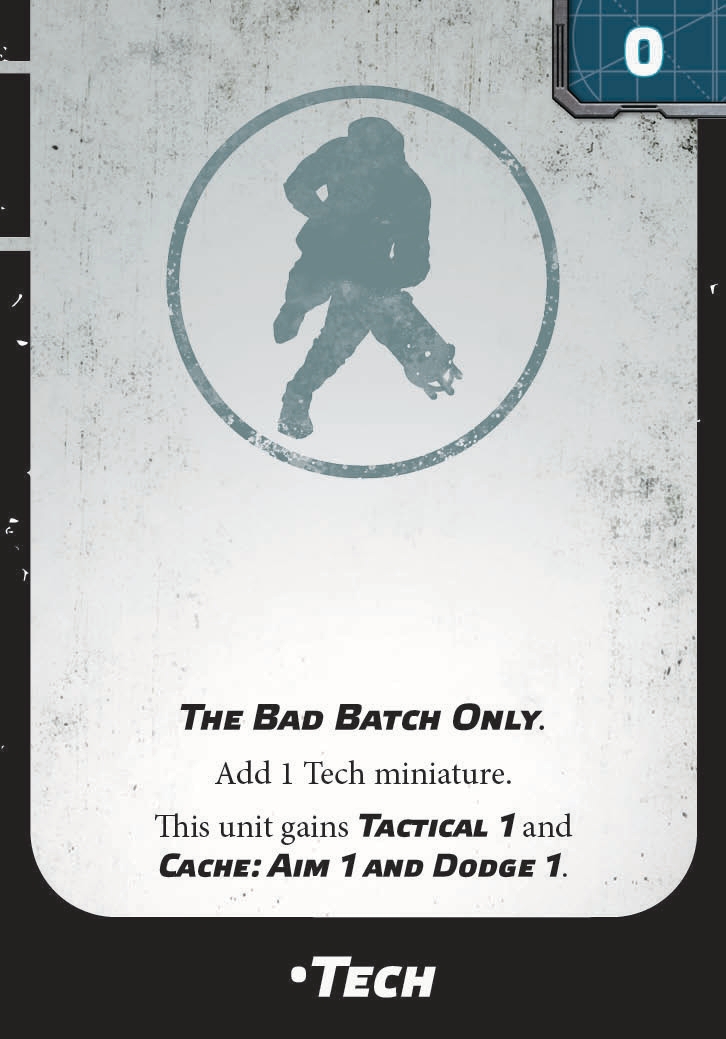 0
The Bad Batch Only.
Add 1 Tech miniature.
This unit gains Tactical 1 and
Cache: Aim 1 and Dodge 1.
•Tech